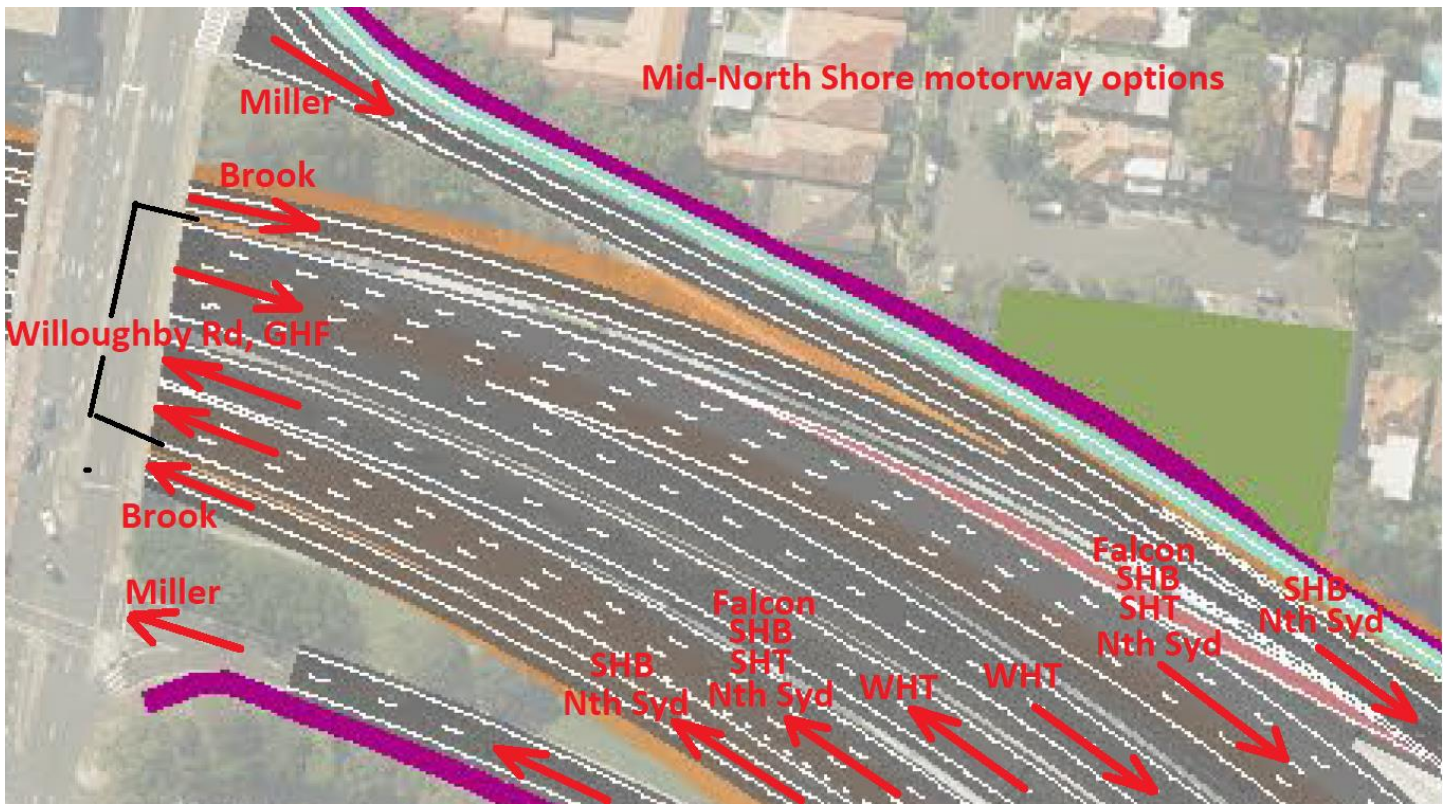 Mid-North Shore motorway options
Miller
Brook
Willoughby Rd, GHF
Brook
Miller
SHB
Nth Syd
Falcon
SHB
SHT
Nth Syd
WHT
WHT
Falcon
SHB
SHT
Nth Syd
SHB
Nth Syd